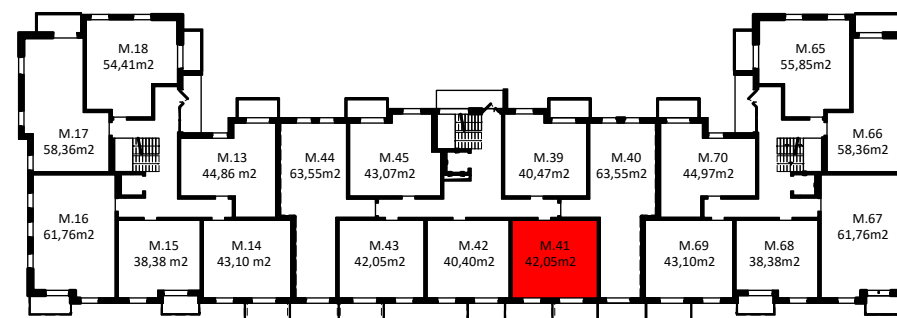 M.18
54,41m2
M.65
55,85m2
M.17
58,36m2
M.13
44,86 m2
M.44
63,55m2
M.45
43,07m2
M.39
40,47m2
M.40
63,55m2
M.70
44,97m2
M.66
58,36m2
M.16
61,76m2
M.15
38,38 m2
M.14
43,10 m2
M.43
42,05m2
M.42
40,40m2
M.41
42,05m2
M.69
43,10m2
M.68
38,38m2
M.67
61,76m2